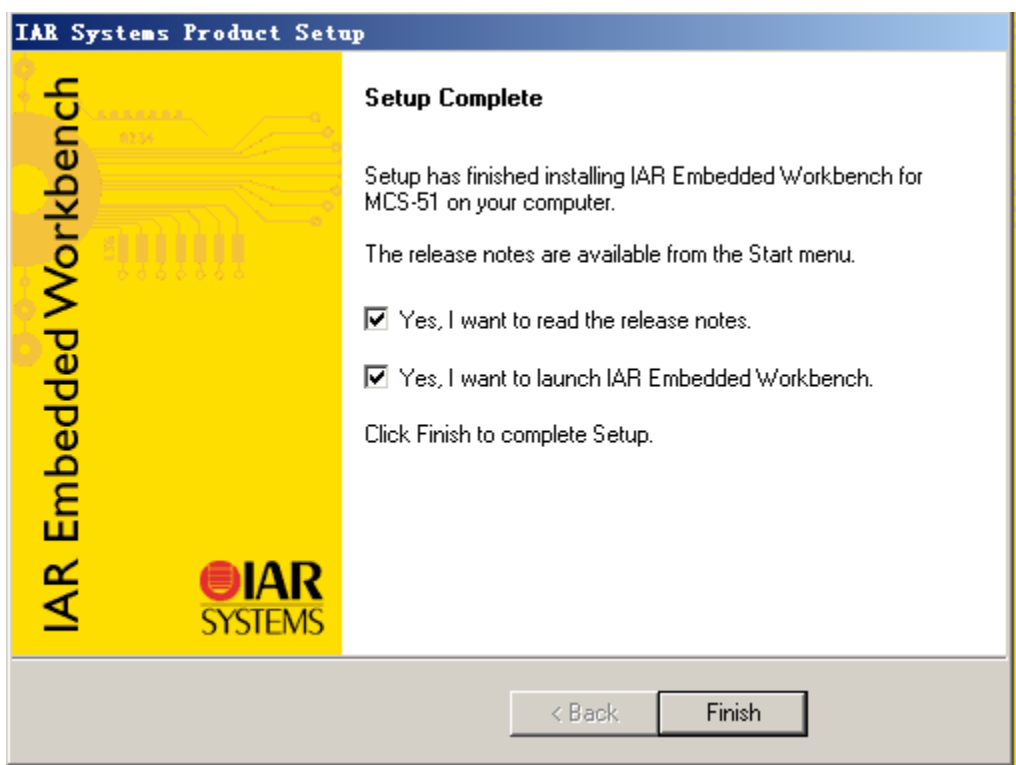 IAR Systems Product Setup
IAR Embedded Workbench
0234
IAR
SYSTEMS
Setup Complete
Setup has finished installing IAR Embedded Workbench for
MCS-51 on your computer.
The release notes are available from the Start menu.
Yes, I want to read the release notes.
Yes, I want to launch IAR Embedded Workbench.
Click Finish to complete Setup.
< Back
Finish